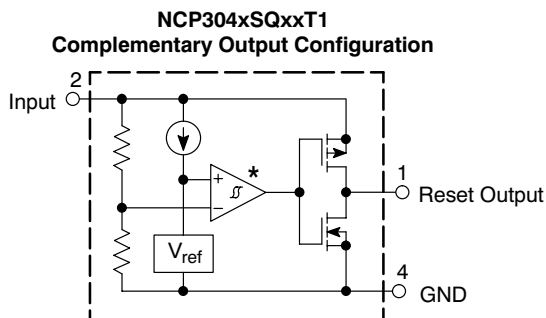 NCP304xSQxxT1
Complementary Output Configuration
2
Input
*
+
−
1
Reset Output
Vref
4
GND